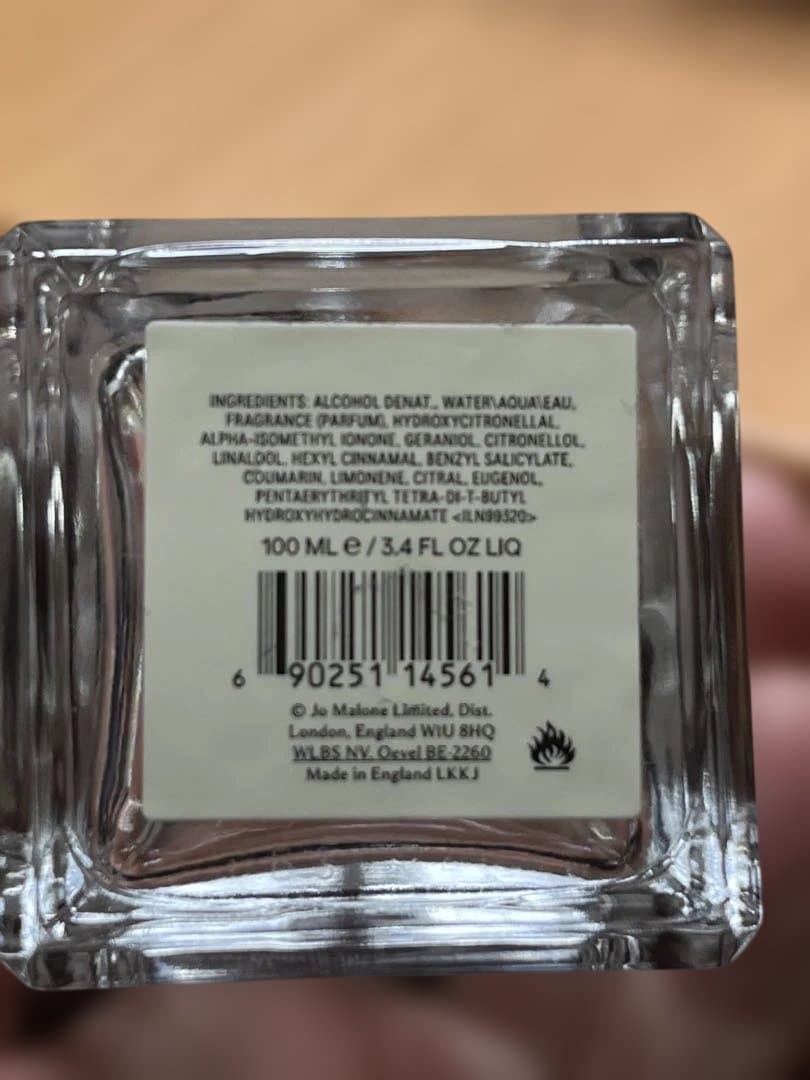 INGREDIENTS: ALCOHOL DENAT., WATER\AQUA\EAU,
FRAGRANCE (PARFUM), HYDROXYCITRONELLAL,
ALPHA-ISOMETHYL IONONE, GERANIOL, CITRONELLOL,
LINALOOL, HEXYL CINNAMAL, BENZYL SALICYLATE,
COUMARIN, LIMONENE, CITRAL, EUGENOL,
PENTAERYTHRITYL TETRA-DI-T-BUTYL
HYDROXYHYDROCINNAMATE <ILN99320>
100 ML ℮ / 3.4 FL OZ LIQ
6 90251 14561 4
© Jo Malone Limited, Dist.
London, England W1U 8HQ
WLBS NV. Oevel BE-2260
Made in England LKKJ